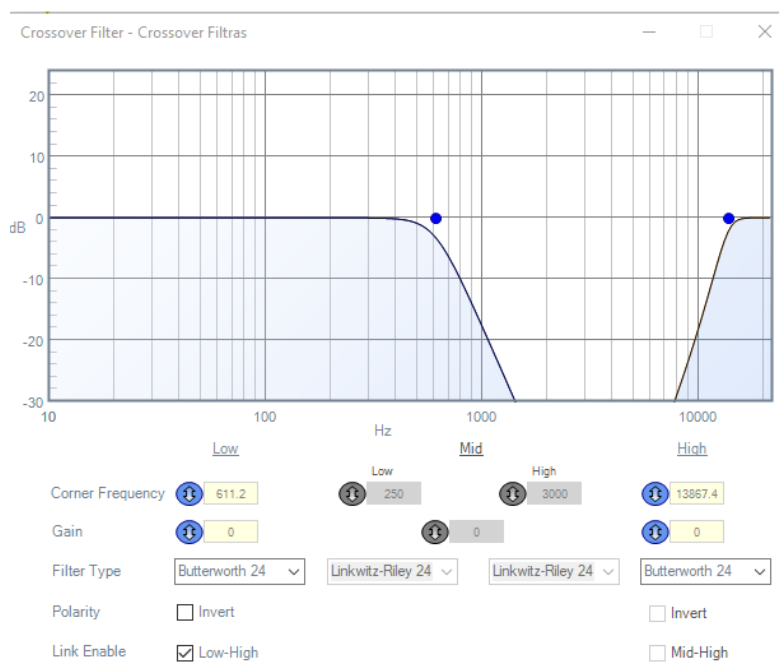 Crossover Filter - Crossover Filtras
20
10
dB 0
-10
-20
-30
10 100 1000 10000
Hz
Low Mid High
Low High
Corner Frequency 611.2 250 3000 13867.4
Gain 0 0 0
Filter Type Butterworth 24 Linkwitz-Riley 24 Linkwitz-Riley 24 Butterworth 24
Polarity Invert Invert
Link Enable Low-High Mid-High